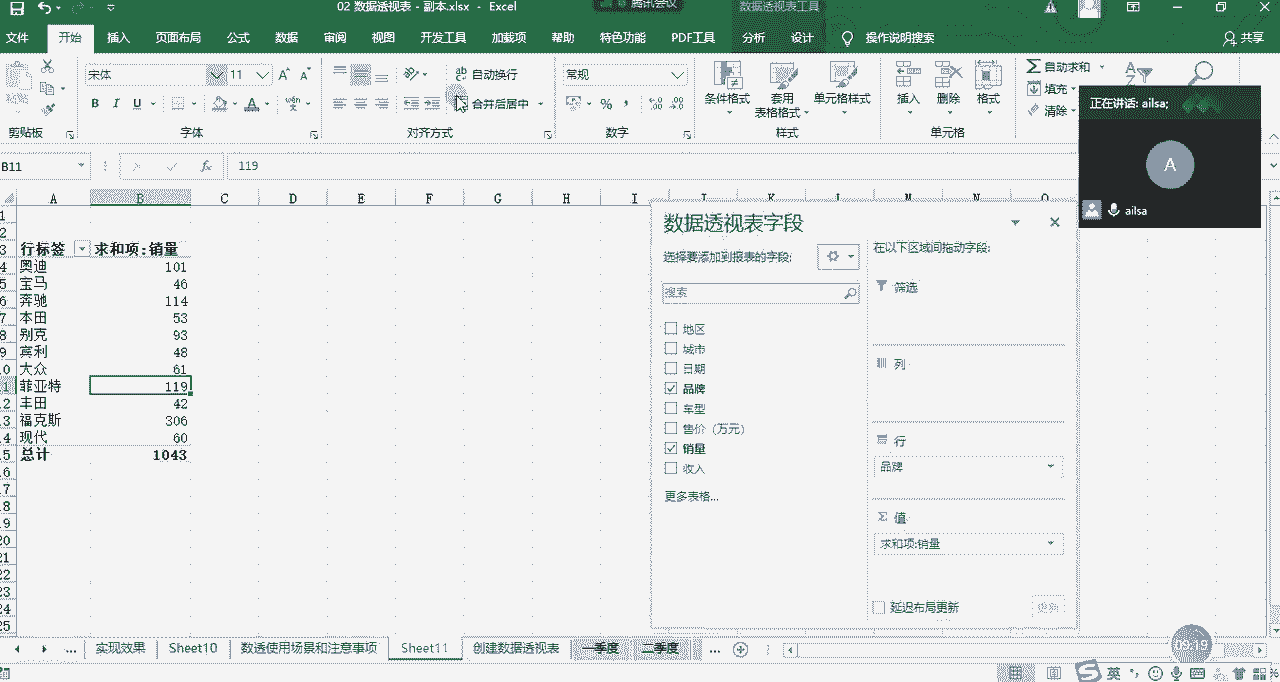 02 数据透视表 - 副本.xlsx - Excel
腾讯会议
数据透视表工具
文件 开始 插入 页面布局 公式 数据 审阅 视图 开发工具 加载项 帮助 特色功能 PDF工具 分析 设计 操作说明搜索 共享
宋体 11 自动换行 常规 自动求和
B I U 合并后居中 % 条件格式 套用 表格格式 单元格样式 插入 删除 格式 填充 清除
剪贴板 字体 对齐方式 数字 样式 单元格
正在讲话: ailsa;
A
ailsa
B11 fx 119
A B C D E F G H I
行标签 求和项:销量
奥迪 101
宝马 46
奔驰 114
本田 53
别克 93
宾利 48
大众 61
菲亚特 119
丰田 42
福克斯 306
现代 60
总计 1043
数据透视表字段
选择要添加到报表的字段:
搜索
地区
城市
日期
品牌
车型
售价（万元）
销量
收入
更多表格...
在以下区域间拖动字段:
筛选
列
行
品牌
Σ 值
求和项:销量
延迟布局更新 更新
... 实现效果 Sheet10 数透使用场景和注意事项 Sheet11 创建数据透视表 一季度 二季度 ...
09:19
英